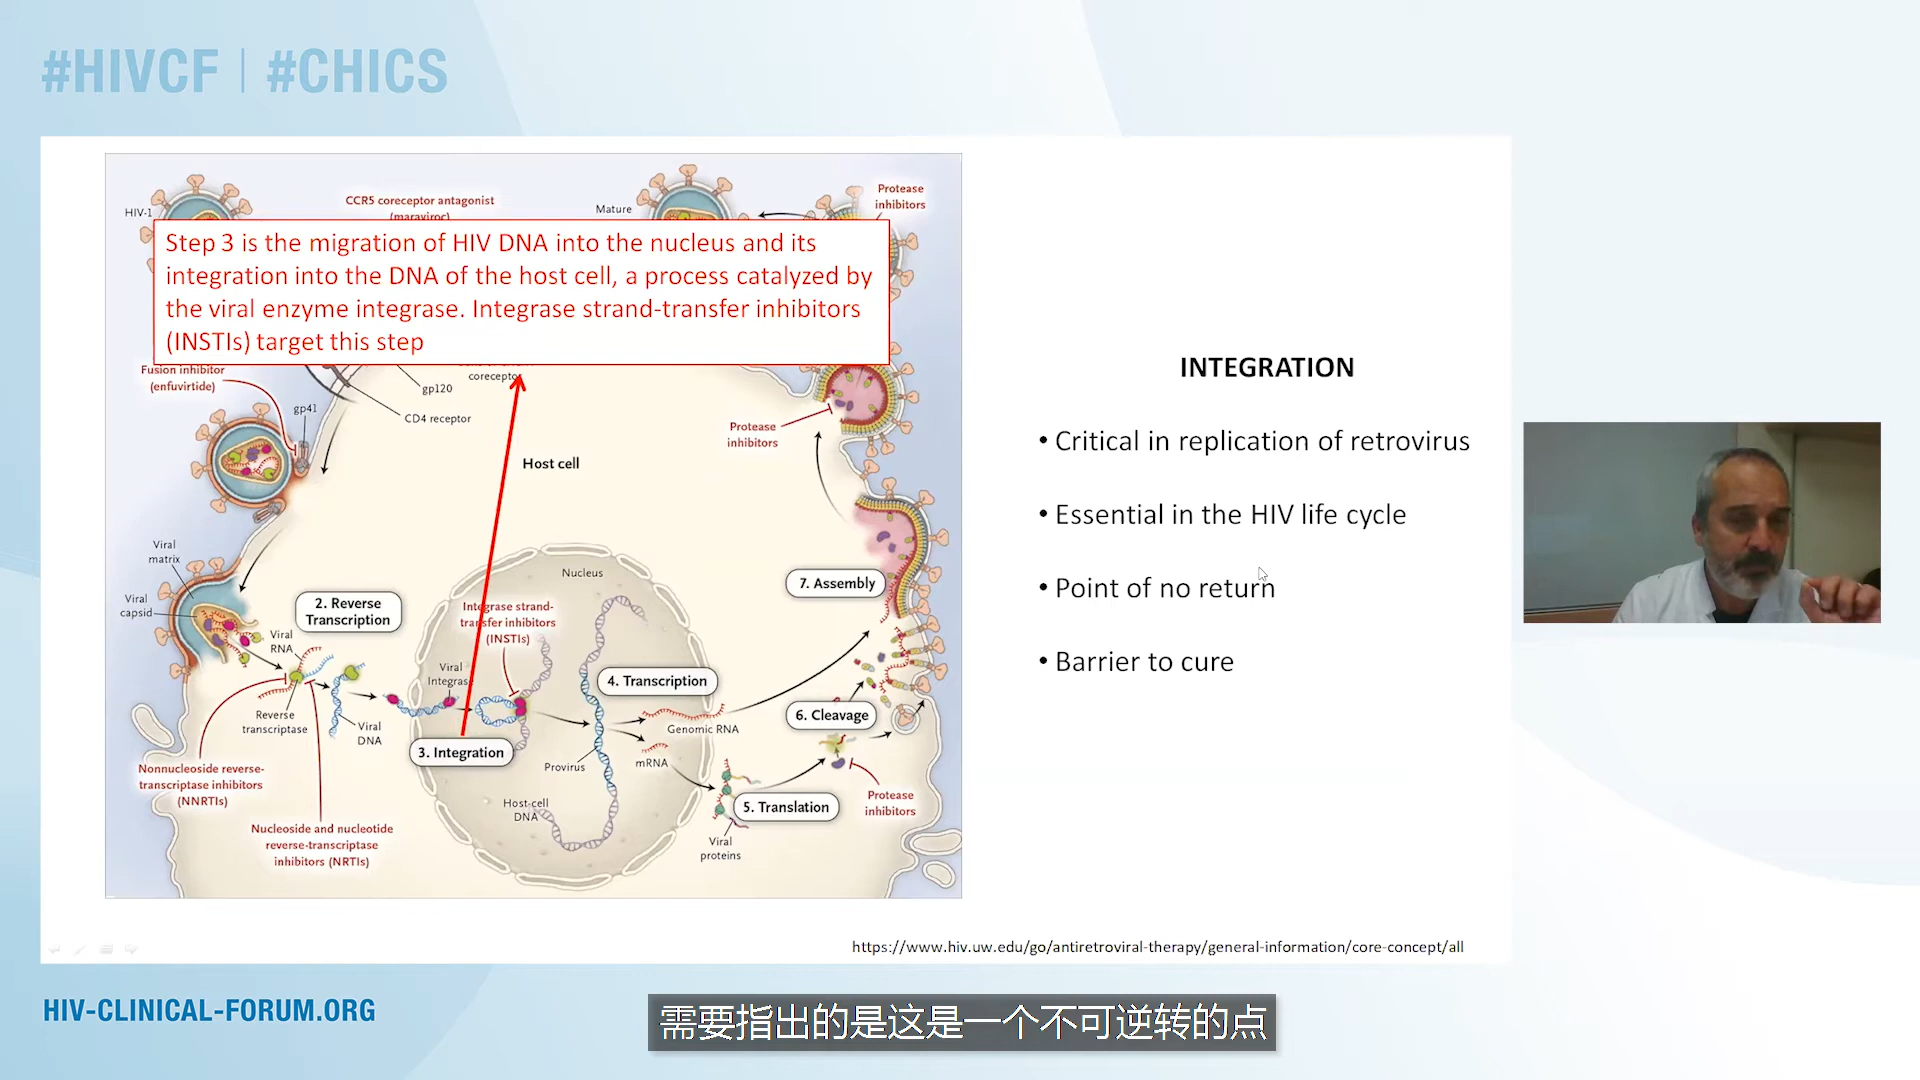 #HIVCF | #CHICS
HIV-1
CCR5 coreceptor antagonist
(maraviroc)
Mature
Protease
inhibitors
Step 3 is the migration of HIV DNA into the nucleus and its
integration into the DNA of the host cell, a process catalyzed by
the viral enzyme integrase. Integrase strand-transfer inhibitors
(INSTIs) target this step
Fusion inhibitor
(enfuvirtide)
gp41
coreceptor
gp120
CD4 receptor
Host cell
Protease
inhibitors
Viral
matrix
Viral
capsid
2. Reverse
Transcription
Viral
RNA
Reverse
transcriptase
Viral
DNA
Nonnucleoside reverse-
transcriptase inhibitors
(NNRTIs)
Nucleoside and nucleotide
reverse-transcriptase
inhibitors (NRTIs)
Nucleus
Integrase strand-
transfer inhibitors
(INSTIs)
Viral
Integrase
3. Integration
Provirus
Host-cell
DNA
4. Transcription
Genomic RNA
mRNA
5. Translation
Viral
proteins
6. Cleavage
Protease
inhibitors
7. Assembly
INTEGRATION
• Critical in replication of retrovirus
• Essential in the HIV life cycle
• Point of no return
• Barrier to cure
https://www.hiv.uw.edu/go/antiretroviral-therapy/general-information/core-concept/all
HIV-CLINICAL-FORUM.ORG
需要指出的是这是一个不可逆转的点